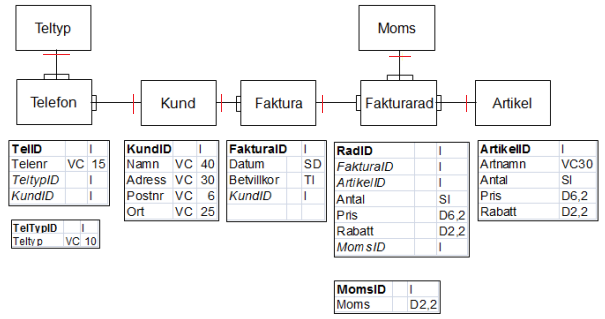 Teltyp
Moms
Telefon
Kund
Faktura
Fakturarad
Artikel
TelID I
Telenr VC 15
TeltypID I
KundID I
TelTypID I
Teltyp VC 10
KundID I
Namn VC 40
Adress VC 30
Postnr VC 6
Ort VC 25
FakturaID I
Datum SD
Betvillkor TI
KundID I
RadID I
FakturaID I
ArtikelID I
Antal SI
Pris D6,2
Rabatt D2,2
MomsID I
MomsID I
Moms D2,2
ArtikelID I
Artnamn VC30
Antal SI
Pris D6,2
Rabatt D2,2